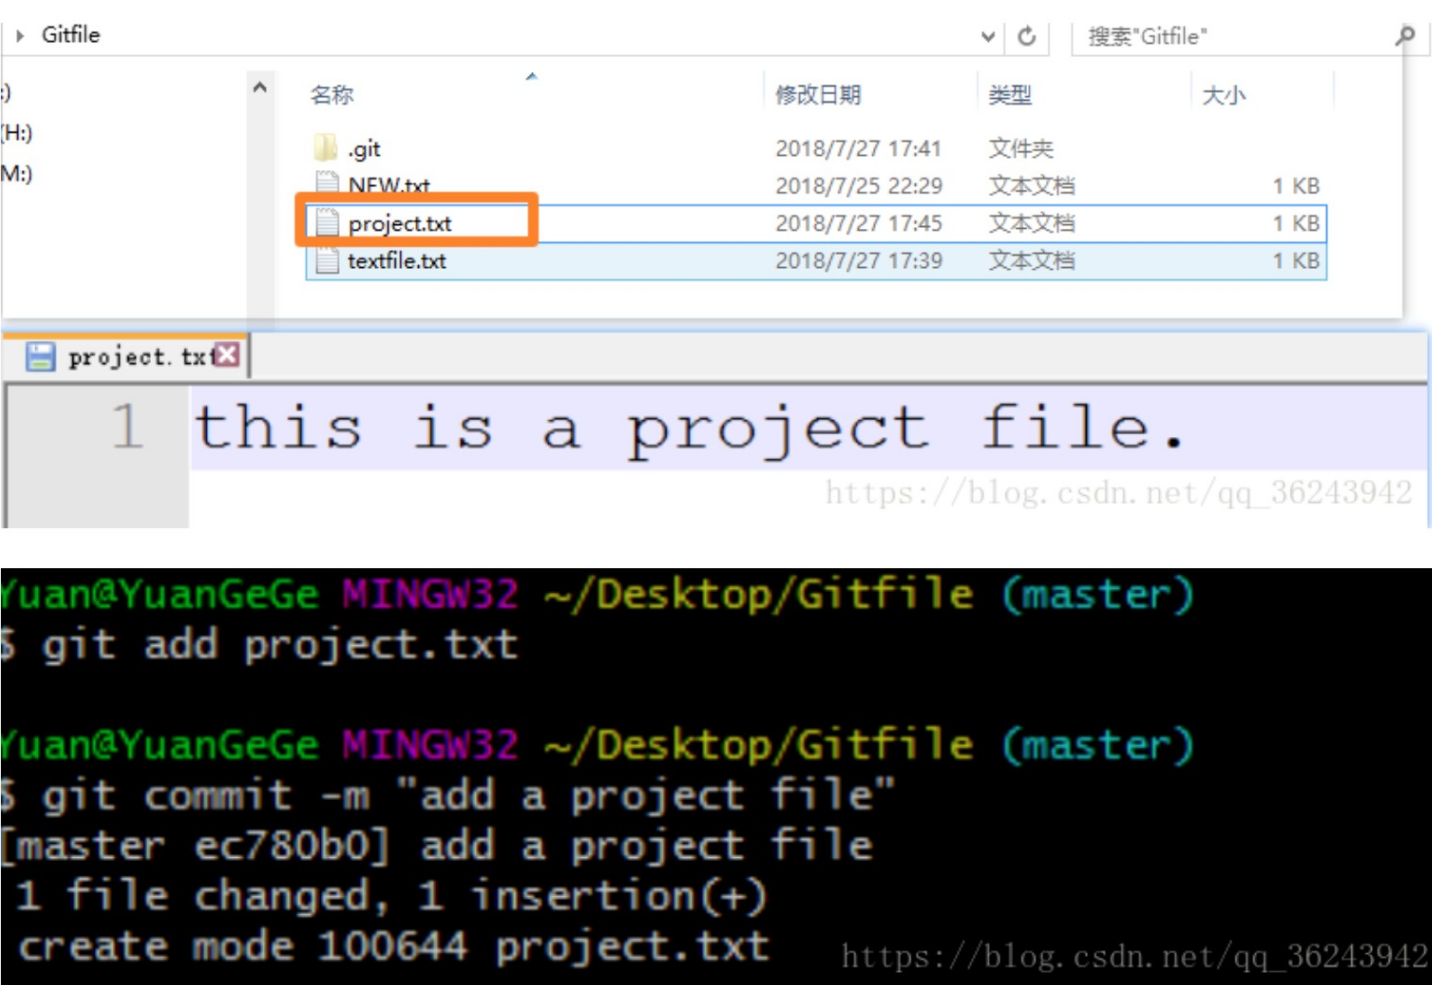 Gitfile 搜索"Gitfile"
:) 名称 修改日期 类型 大小
(H:) .git 2018/7/27 17:41 文件夹
M:) NEW.txt 2018/7/25 22:29 文本文档 1 KB
project.txt 2018/7/27 17:45 文本文档 1 KB
textfile.txt 2018/7/27 17:39 文本文档 1 KB
project.txt
1 this is a project file.
https://blog.csdn.net/qq_36243942
Yuan@YuanGeGe MINGW32 ~/Desktop/Gitfile (master)
$ git add project.txt
Yuan@YuanGeGe MINGW32 ~/Desktop/Gitfile (master)
$ git commit -m "add a project file"
[master ec780b0] add a project file
1 file changed, 1 insertion(+)
create mode 100644 project.txt
https://blog.csdn.net/qq_36243942